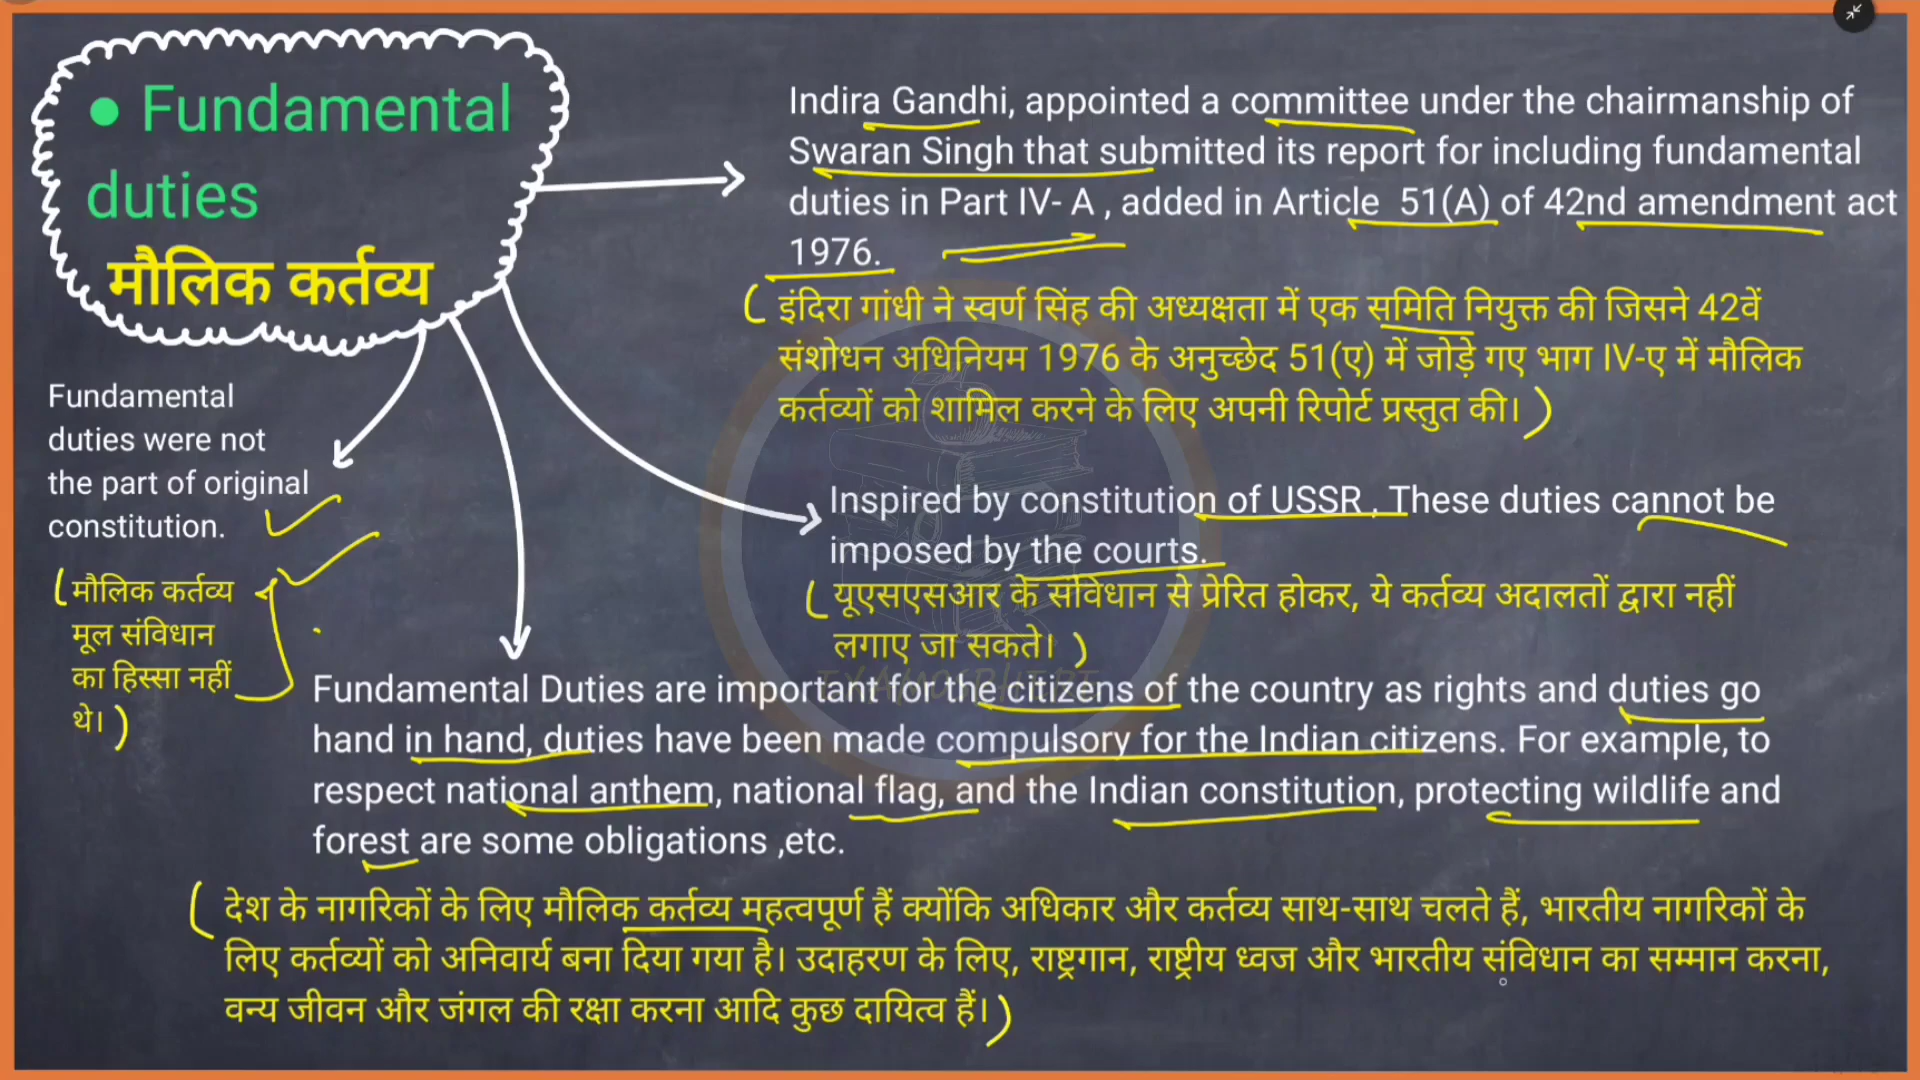 ● Fundamental
duties
मौलिक कर्तव्य
Indira Gandhi, appointed a committee under the chairmanship of
Swaran Singh that submitted its report for including fundamental
duties in Part IV- A , added in Article 51(A) of 42nd amendment act
1976.
( इंदिरा गांधी ने स्वर्ण सिंह की अध्यक्षता में एक समिति नियुक्त की जिसने 42वें
संशोधन अधिनियम 1976 के अनुच्छेद 51(ए) में जोड़े गए भाग IV-ए में मौलिक
कर्तव्यों को शामिल करने के लिए अपनी रिपोर्ट प्रस्तुत की। )
Fundamental
duties were not
the part of original
constitution.
( मौलिक कर्तव्य
मूल संविधान
का हिस्सा नहीं
थे। )
Inspired by constitution of USSR . These duties cannot be
imposed by the courts.
( यूएसएसआर के संविधान से प्रेरित होकर, ये कर्तव्य अदालतों द्वारा नहीं
लगाए जा सकते। )
Fundamental Duties are important for the citizens of the country as rights and duties go
hand in hand, duties have been made compulsory for the Indian citizens. For example, to
respect national anthem, national flag, and the Indian constitution, protecting wildlife and
forest are some obligations ,etc.
( देश के नागरिकों के लिए मौलिक कर्तव्य महत्वपूर्ण हैं क्योंकि अधिकार और कर्तव्य साथ-साथ चलते हैं, भारतीय नागरिकों के
लिए कर्तव्यों को अनिवार्य बना दिया गया है। उदाहरण के लिए, राष्ट्रगान, राष्ट्रीय ध्वज और भारतीय संविधान का सम्मान करना,
वन्य जीवन और जंगल की रक्षा करना आदि कुछ दायित्व हैं। )